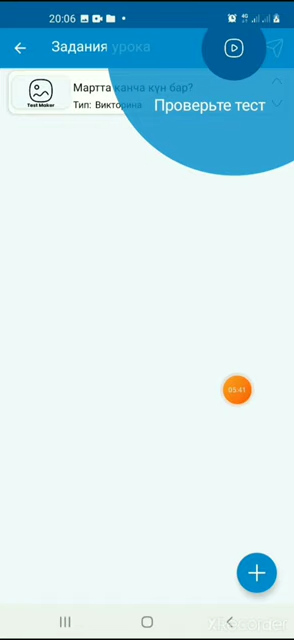 20:06
Задания урока
Мартта канча күн бар?
Test Maker
Тип: Викторина
Проверьте тест
05:41
XRecorder